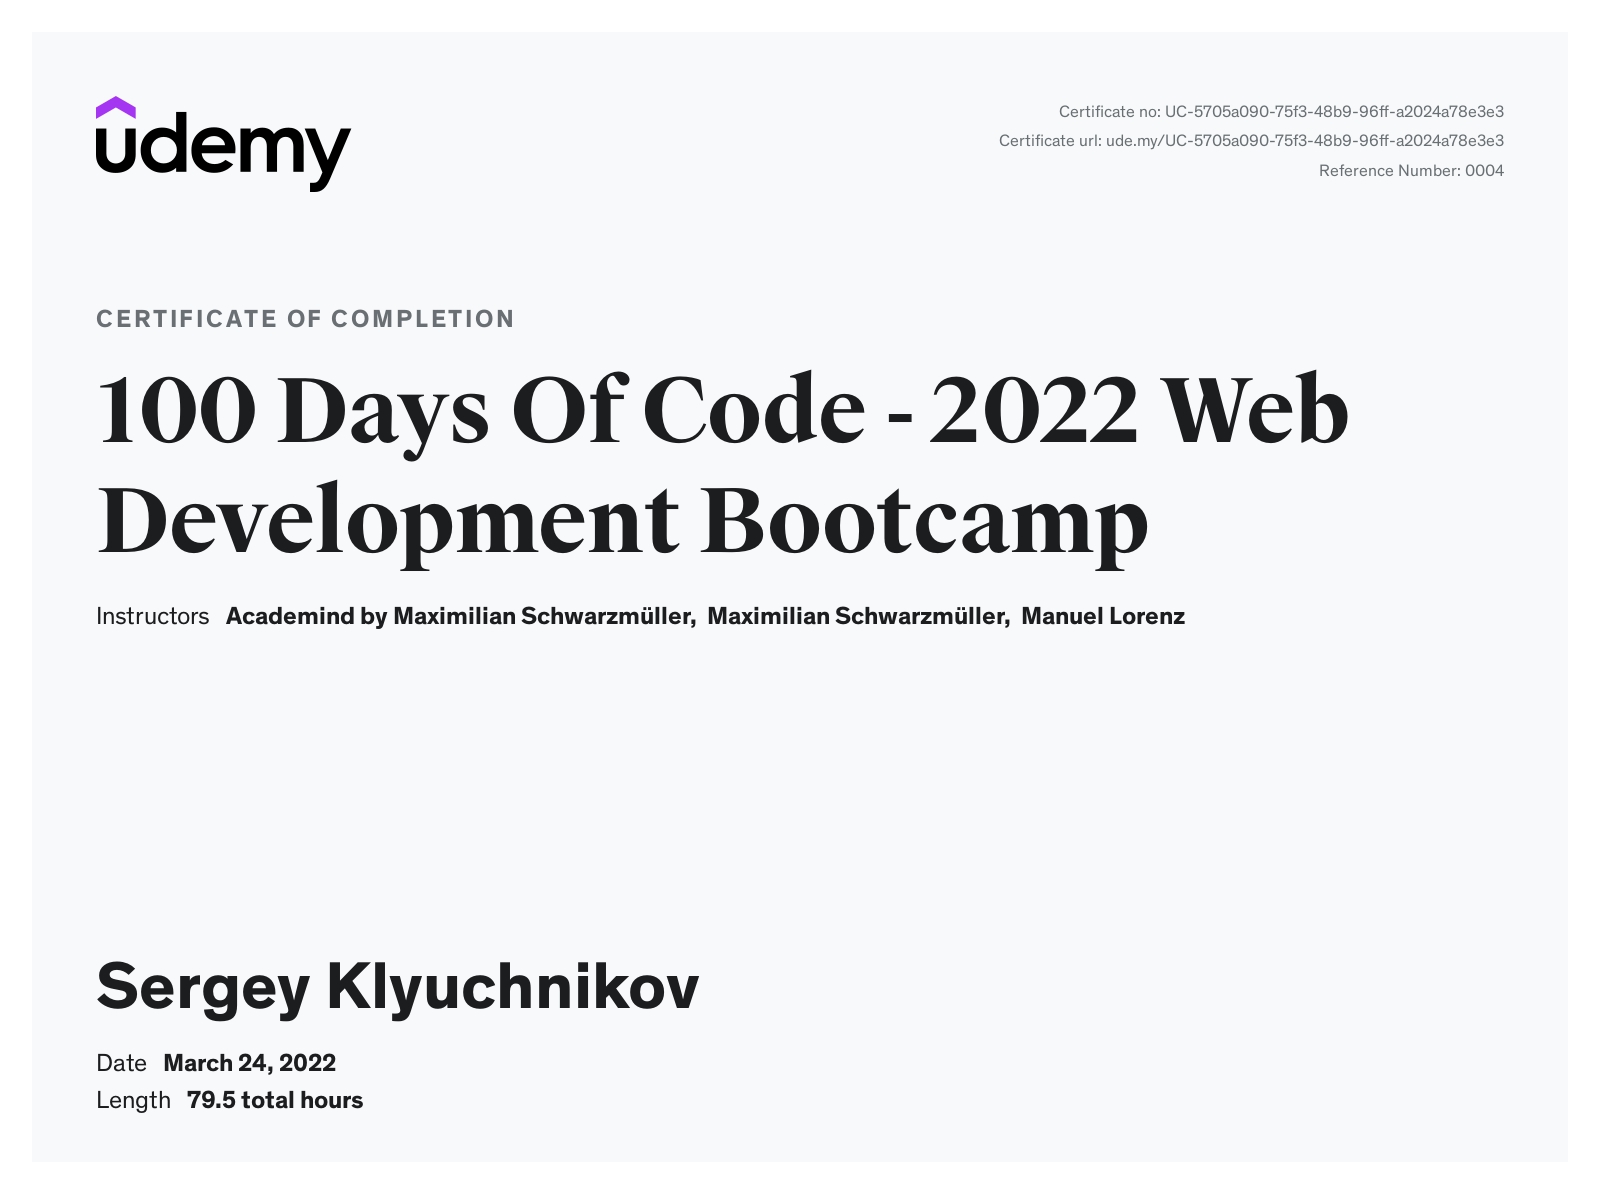 udemy
Certificate no: UC-5705a090-75f3-48b9-96ff-a2024a78e3e3
Certificate url: ude.my/UC-5705a090-75f3-48b9-96ff-a2024a78e3e3
Reference Number: 0004
CERTIFICATE OF COMPLETION
100 Days Of Code - 2022 Web
Development Bootcamp
Instructors Academind by Maximilian Schwarzmüller, Maximilian Schwarzmüller, Manuel Lorenz
Sergey Klyuchnikov
Date March 24, 2022
Length 79.5 total hours